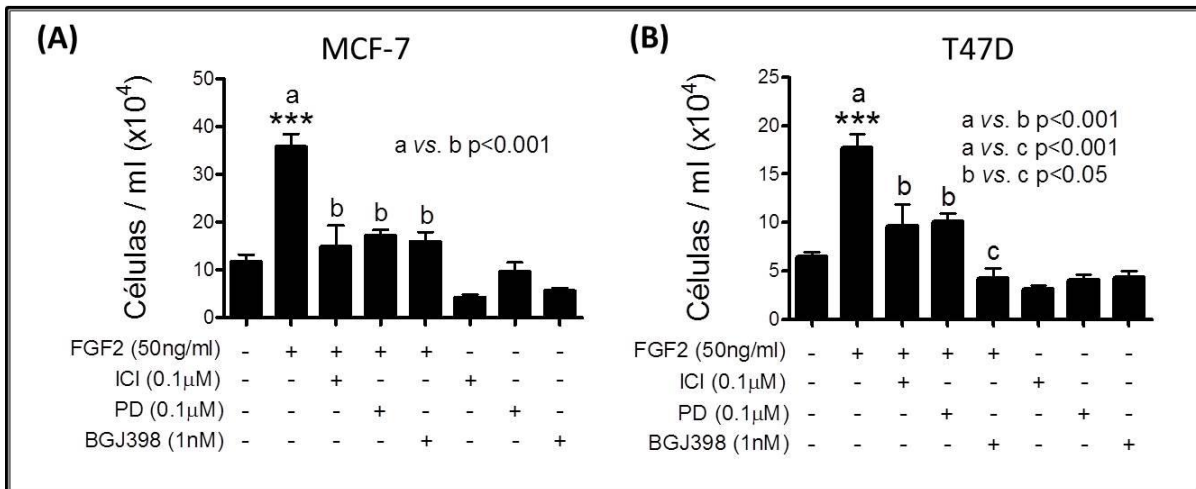 (A)
MCF-7
Células / ml (x10⁴)
50
40
30
20
10
0
a
***
a vs. b p<0.001
b b b
FGF2 (50ng/ml) - + + + + - - -
ICI (0.1µM) - - + - - + - -
PD (0.1µM) - - - + - - + -
BGJ398 (1nM) - - - - + - - +
(B)
T47D
Células / ml (x10⁴)
25
20
15
10
5
0
a
***
a vs. b p<0.001
a vs. c p<0.001
b vs. c p<0.05
b b
c
FGF2 (50ng/ml) - + + + + - - -
ICI (0.1µM) - - + - - + - -
PD (0.1µM) - - - + - - + -
BGJ398 (1nM) - - - - + - - +